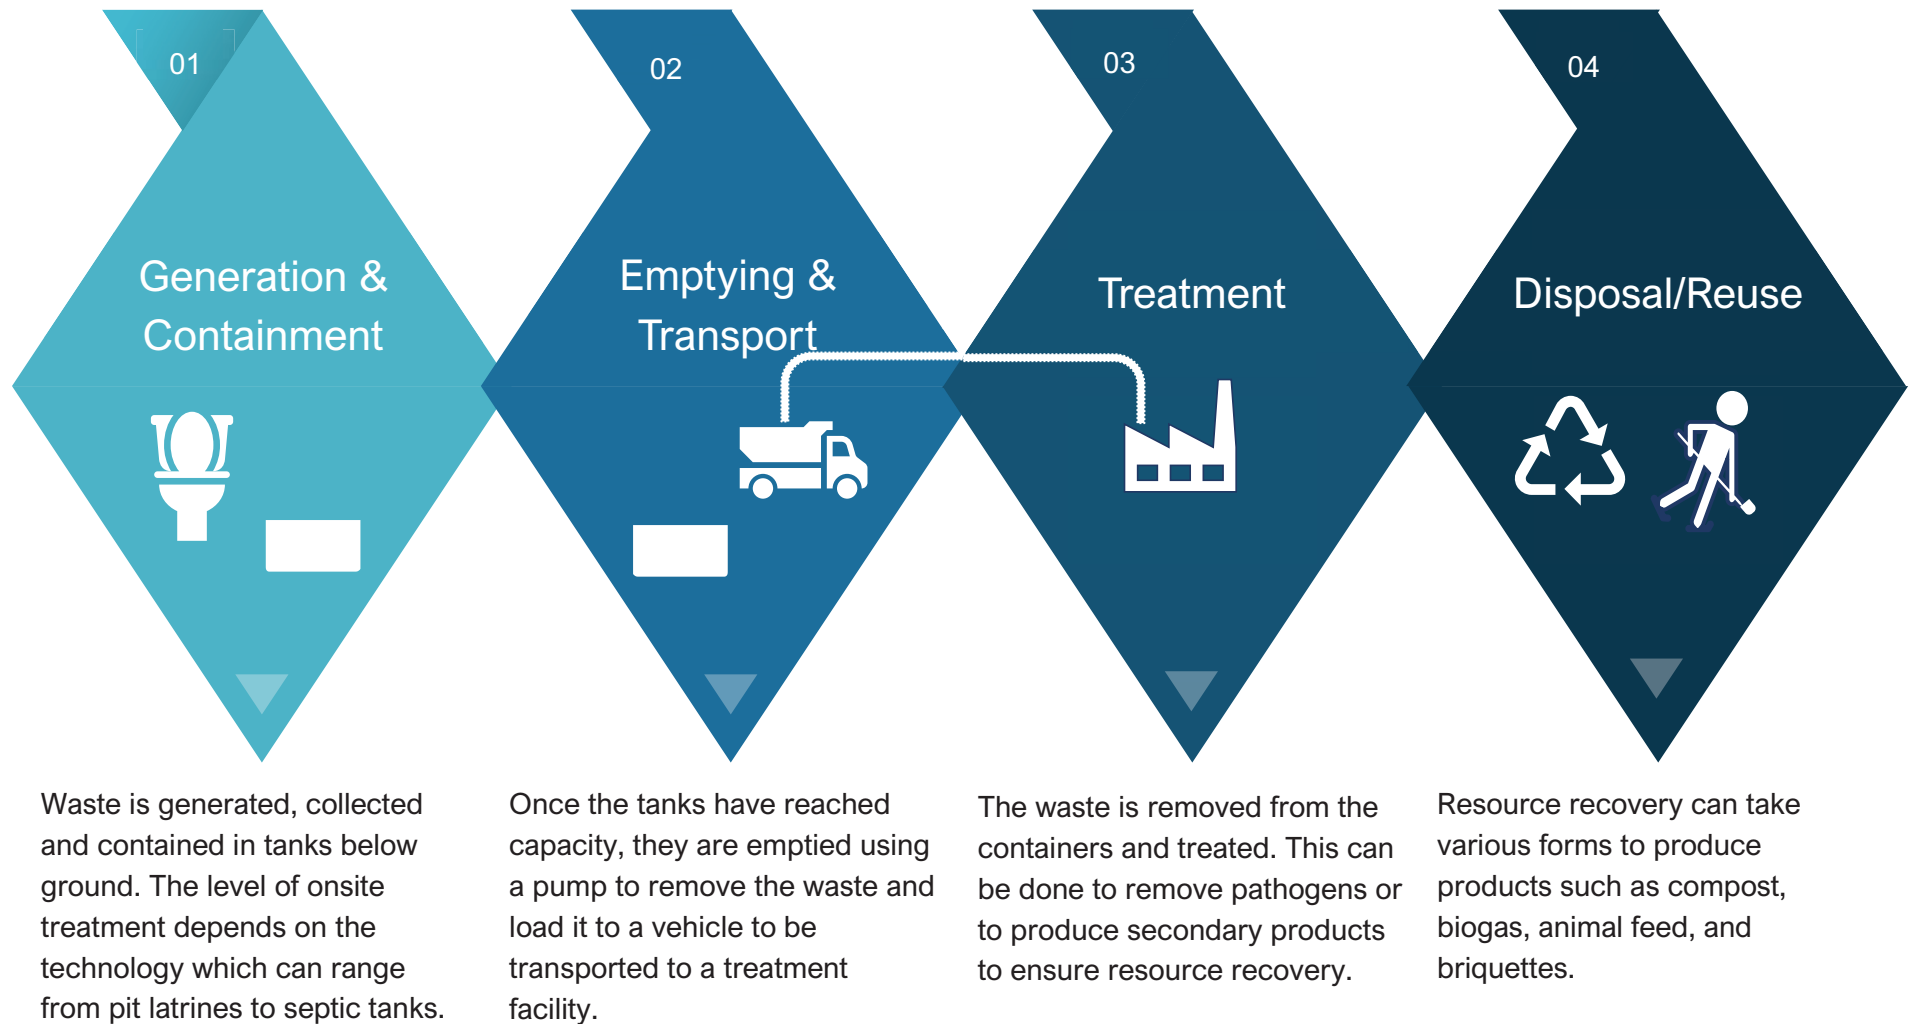 01
Generation &
Containment
Waste is generated, collected
and contained in tanks below
ground. The level of onsite
treatment depends on the
technology which can range
from pit latrines to septic tanks.
02
Emptying &
Transport
Once the tanks have reached
capacity, they are emptied using
a pump to remove the waste and
load it to a vehicle to be
transported to a treatment
facility.
03
Treatment
The waste is removed from the
containers and treated. This can
be done to remove pathogens or
to produce secondary products
to ensure resource recovery.
04
Disposal/Reuse
Resource recovery can take
various forms to produce
products such as compost,
biogas, animal feed, and
briquettes.